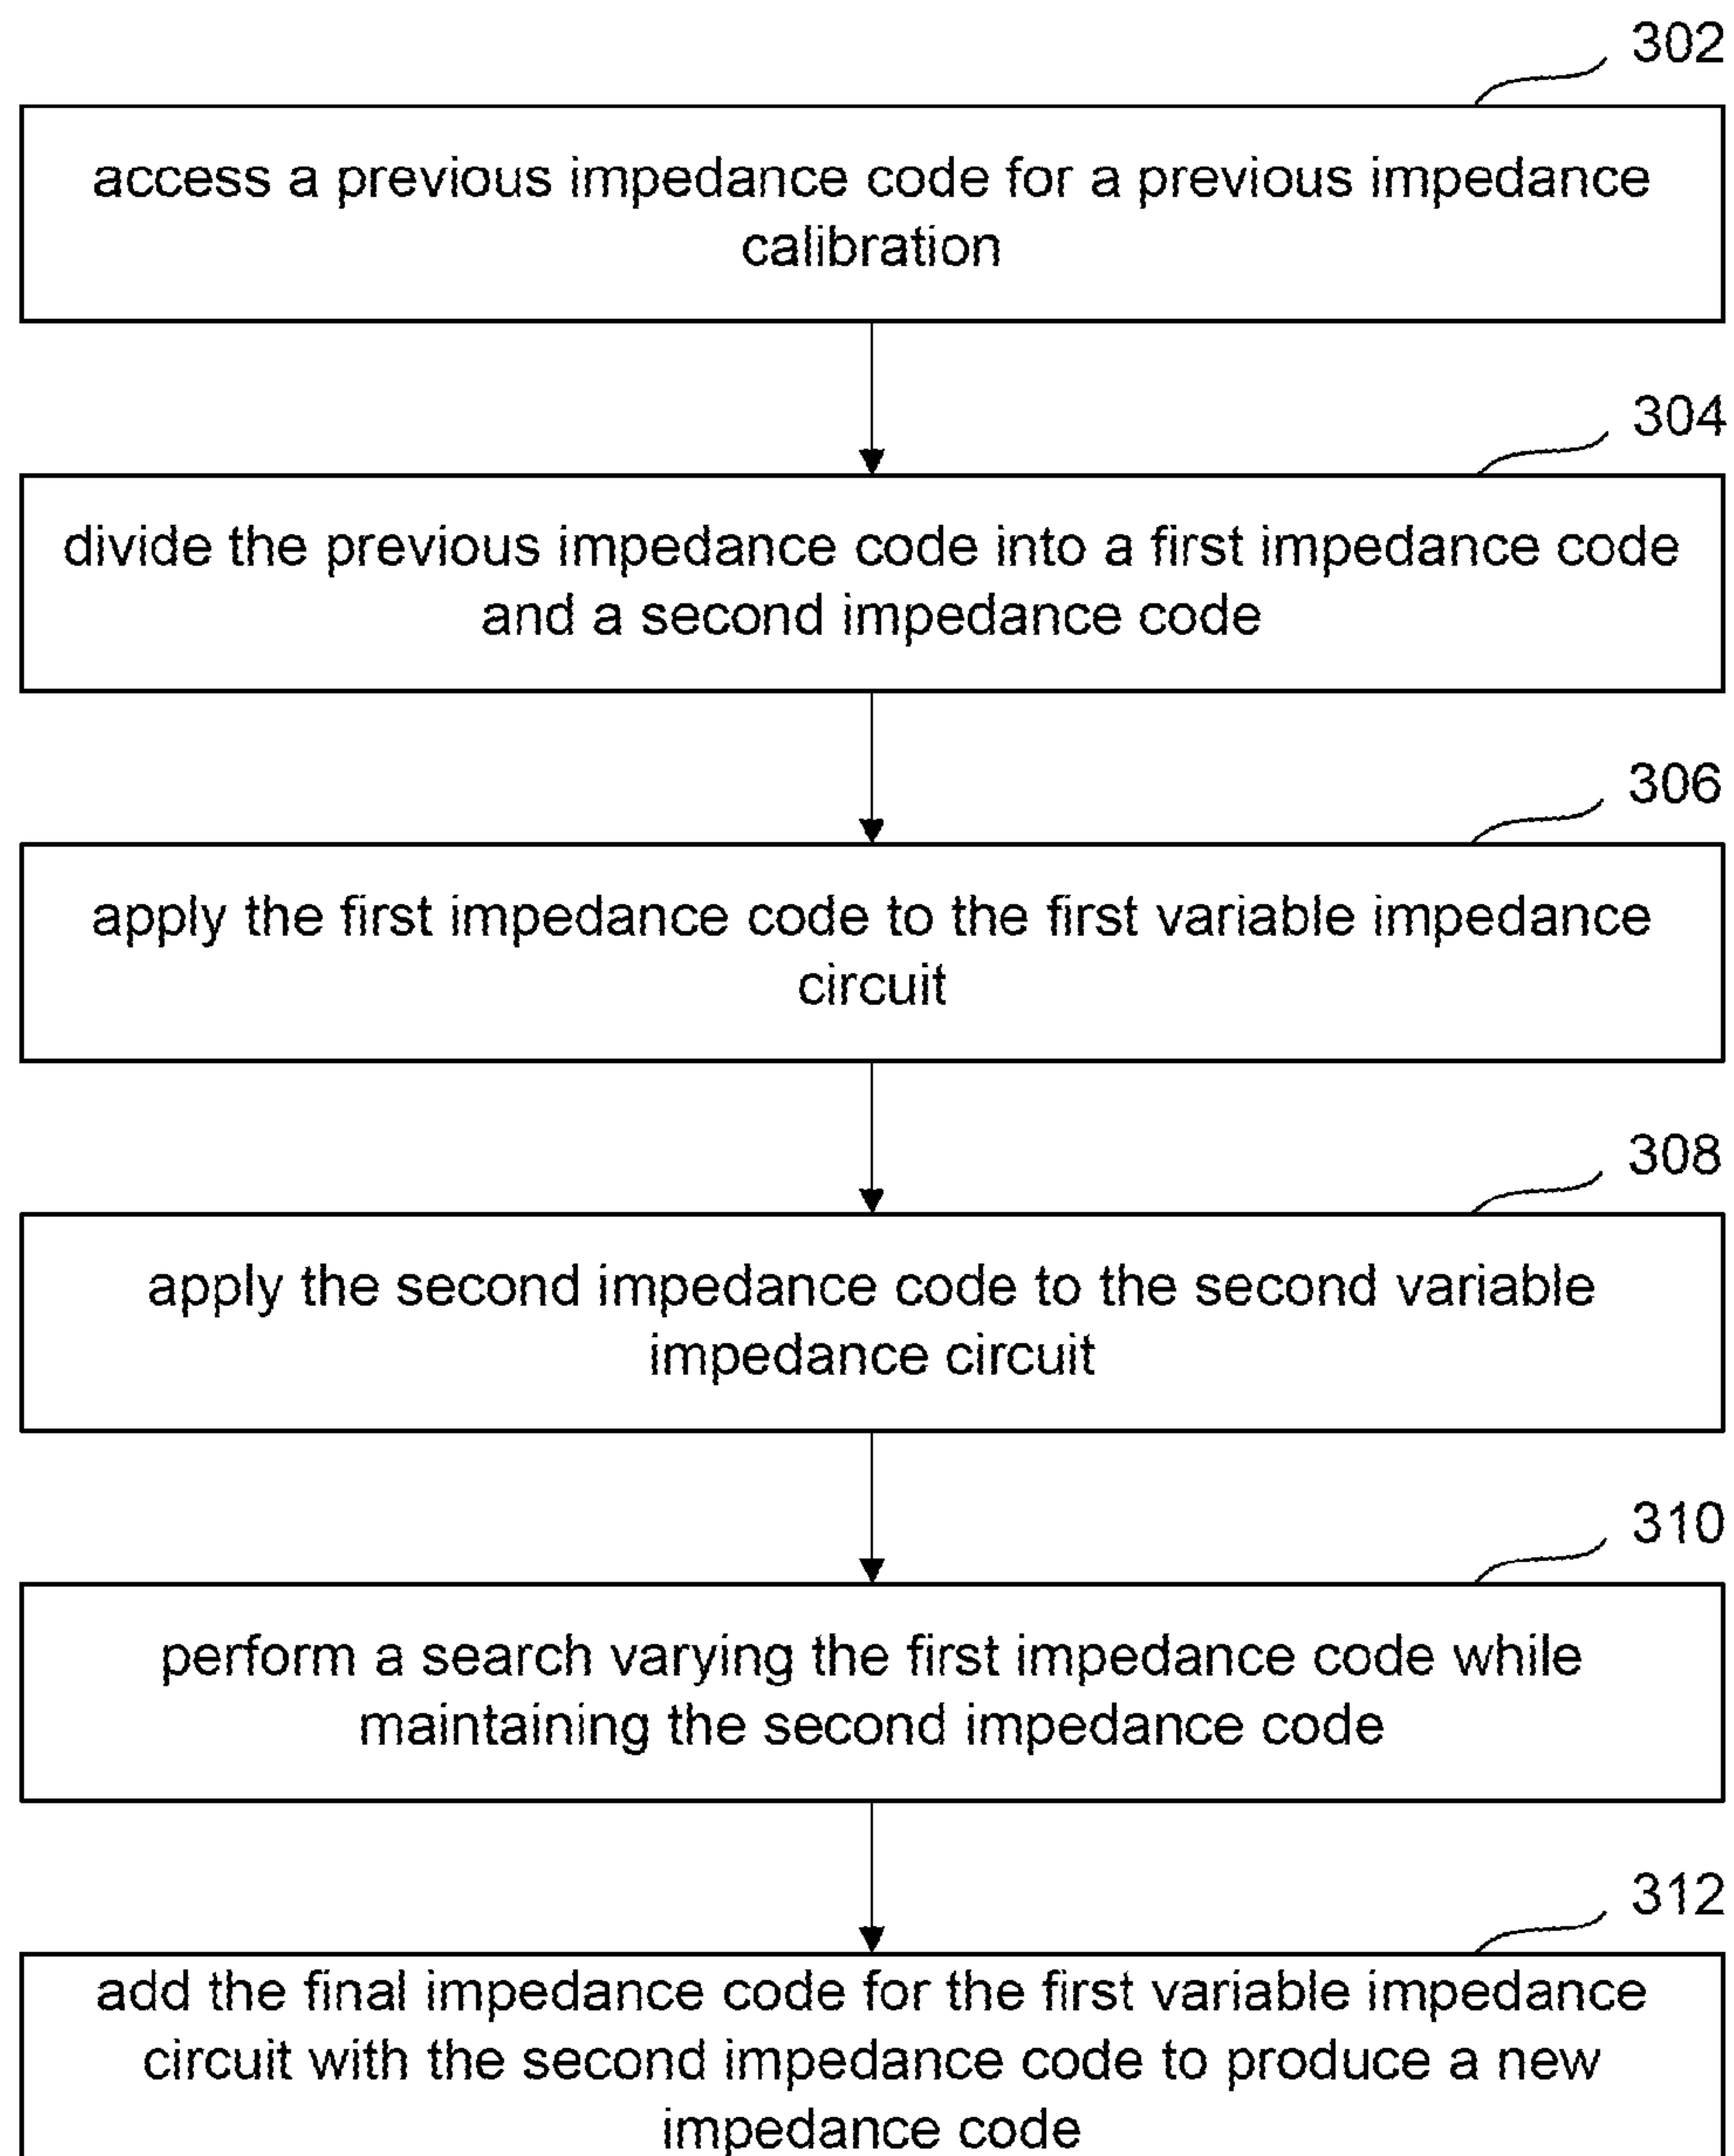 302
access a previous impedance code for a previous impedance
calibration
304
divide the previous impedance code into a first impedance code
and a second impedance code
306
apply the first impedance code to the first variable impedance
circuit
308
apply the second impedance code to the second variable
impedance circuit
310
perform a search varying the first impedance code while
maintaining the second impedance code
312
add the final impedance code for the first variable impedance
circuit with the second impedance code to produce a new
impedance code